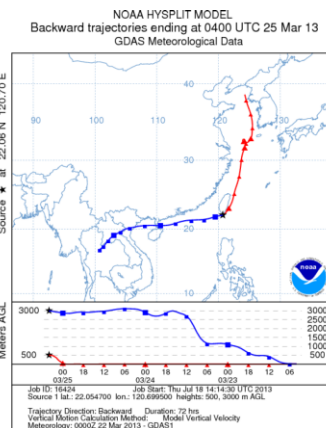 NOAA HYSPLIT MODEL
Backward trajectories ending at 0400 UTC 25 Mar 13
GDAS Meteorological Data
Source ★ at 22.06 N 120.70 E
90
100
110
120
130
40
30
20
10
noaa
Meters AGL
3000
500
3000
2500
2000
1500
1000
500
00 18 12 06 00 18 12 06 00 18 12 06
03/25 03/24 03/23
Job ID: 16424 Job Start: Thu Jul 18 14:14:30 UTC 2013
Source 1 lat.: 22.054700 lon.: 120.699500 heights: 500, 3000 m AGL
Trajectory Direction: Backward Duration: 72 hrs
Vertical Motion Calculation Method: Model Vertical Velocity
Meteorology: 0000Z 22 Mar 2013 - GDAS1